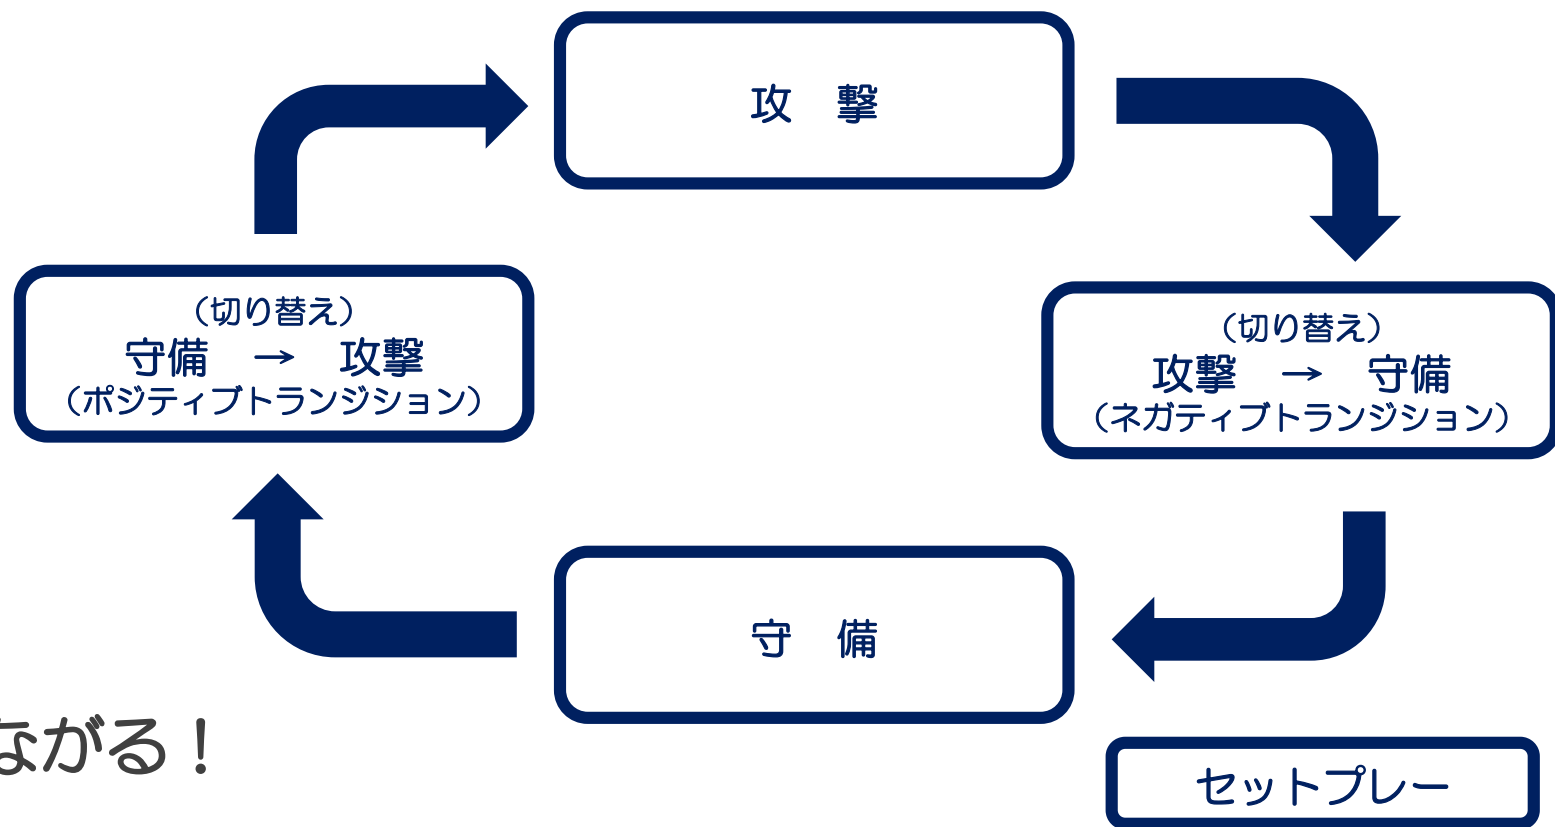 攻　撃
（切り替え）
守備　→　攻撃
（ポジティブトランジション）
（切り替え）
攻撃　→　守備
（ネガティブトランジション）
守　備
ながる！
セットプレー